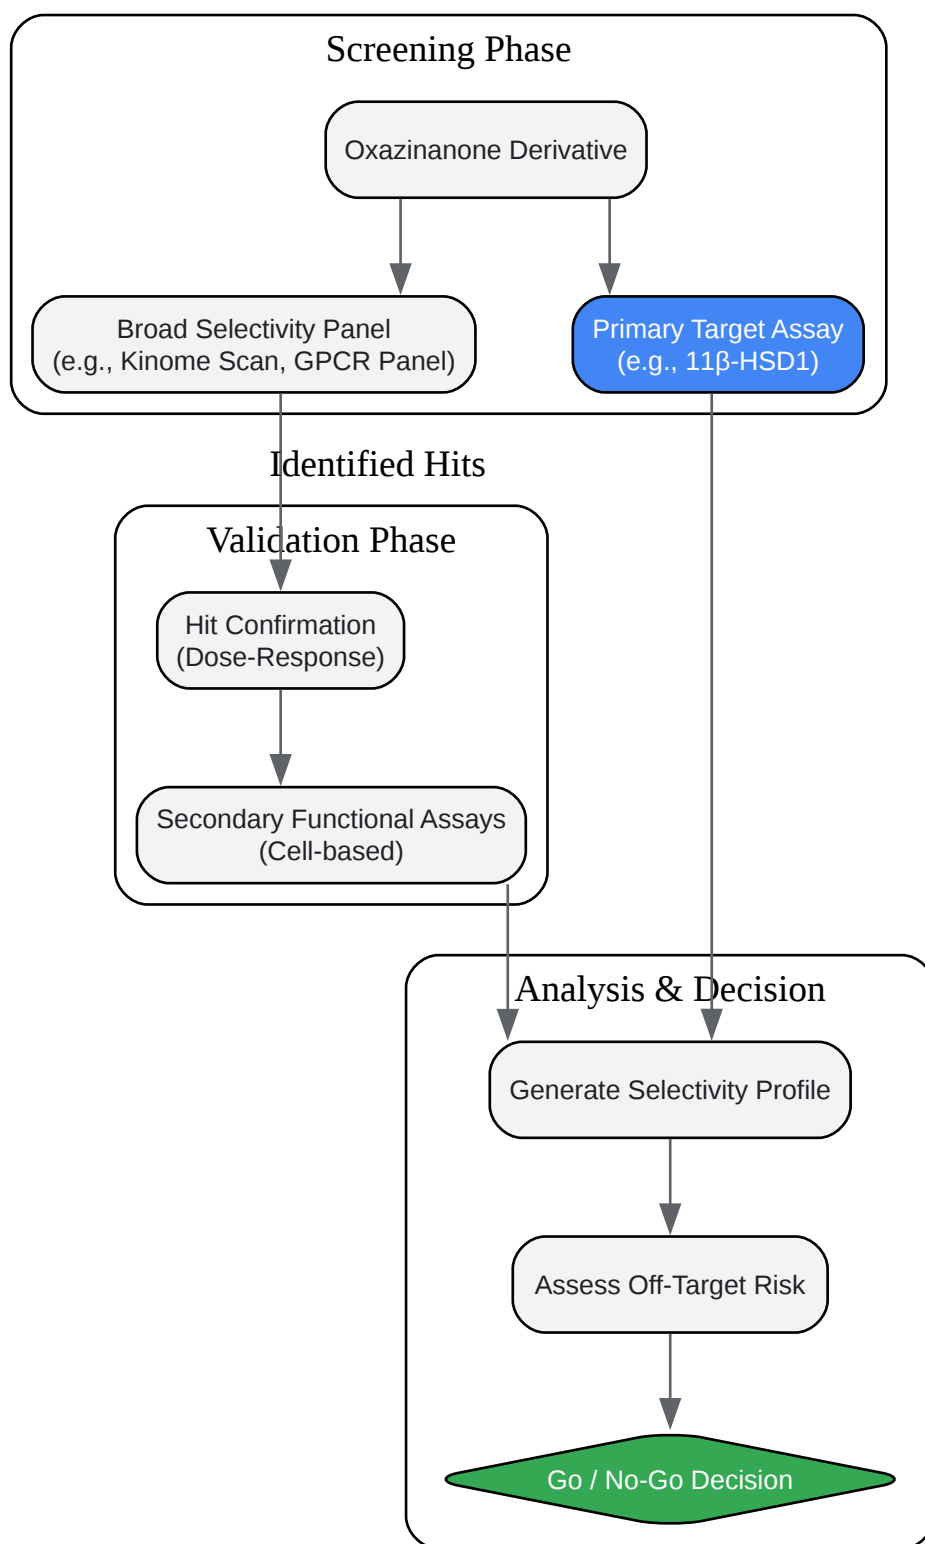 Screening Phase
Oxazinanone Derivative
Broad Selectivity Panel
(e.g., Kinome Scan, GPCR Panel)
Primary Target Assay
(e.g., 11β-HSD1)
Identified Hits
Validation Phase
Hit Confirmation
(Dose-Response)
Secondary Functional Assays
(Cell-based)
Analysis & Decision
Generate Selectivity Profile
Assess Off-Target Risk
Go / No-Go Decision